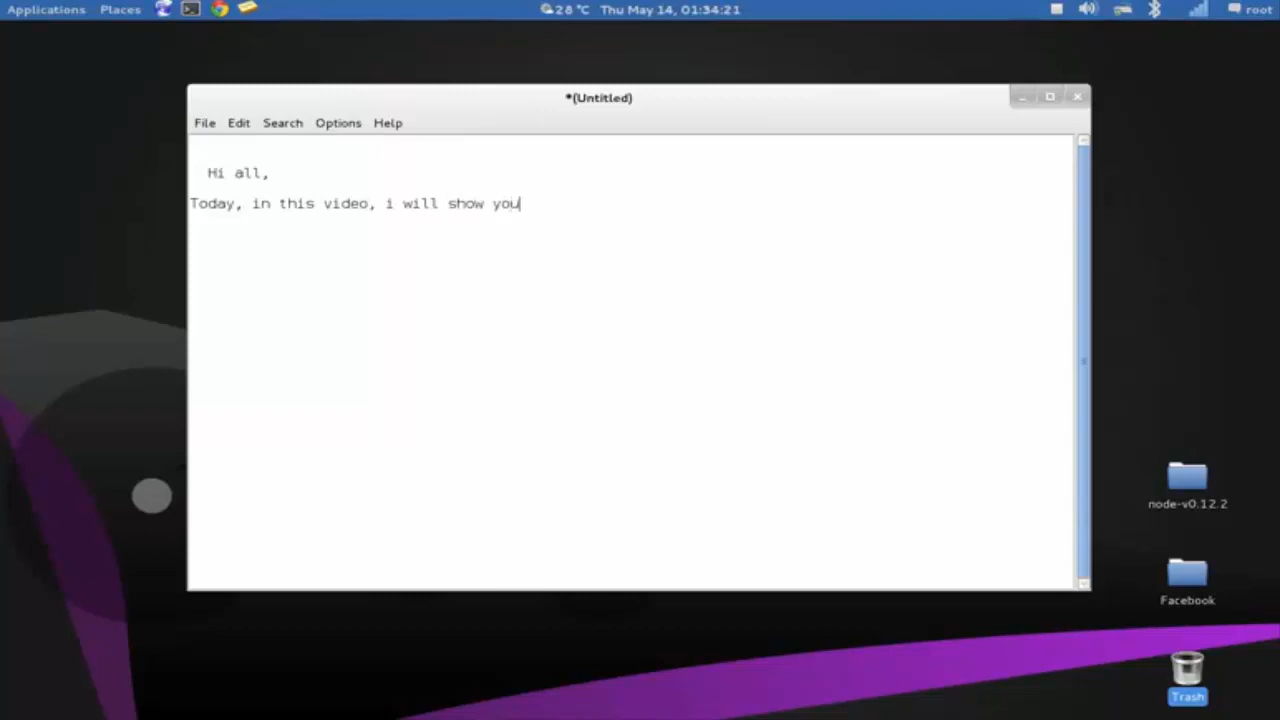 Applications Places 28 °C Thu May 14, 01:34:21 root
*(Untitled)
File Edit Search Options Help
Hi all,
Today, in this video, i will show you
node-v0.12.2
Facebook
Trash